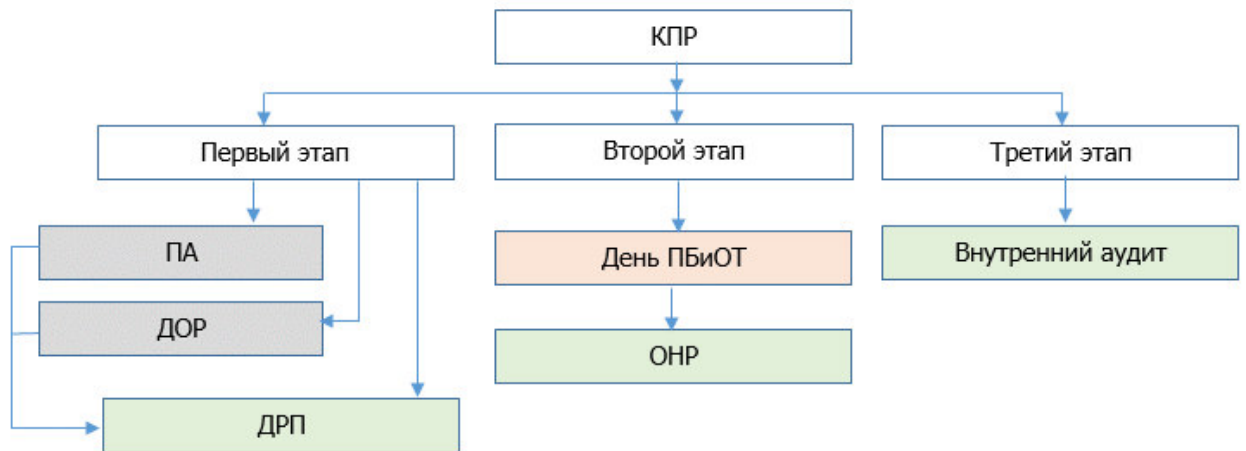 КПР
Первый этап
Второй этап
Третий этап
ПА
День ПБиОТ
Внутренний аудит
ДОР
ОНР
ДРП